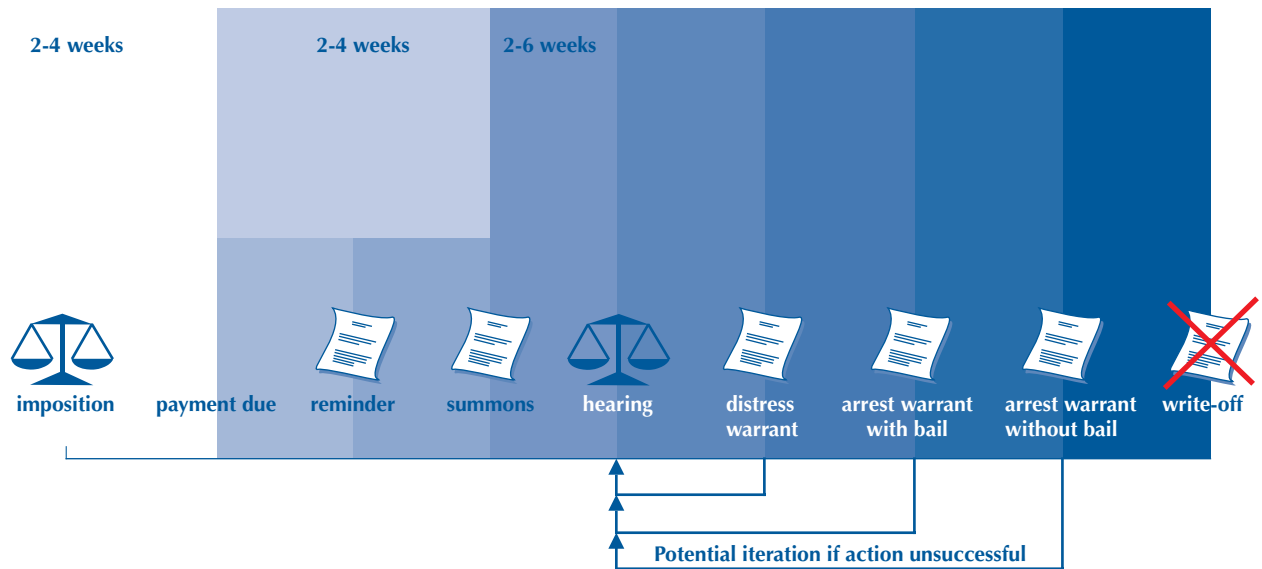 2-4 weeks
2-4 weeks
2-6 weeks
imposition
payment due
reminder
summons
hearing
distress
warrant
arrest warrant
with bail
arrest warrant
without bail
write-off
Potential iteration if action unsuccessful